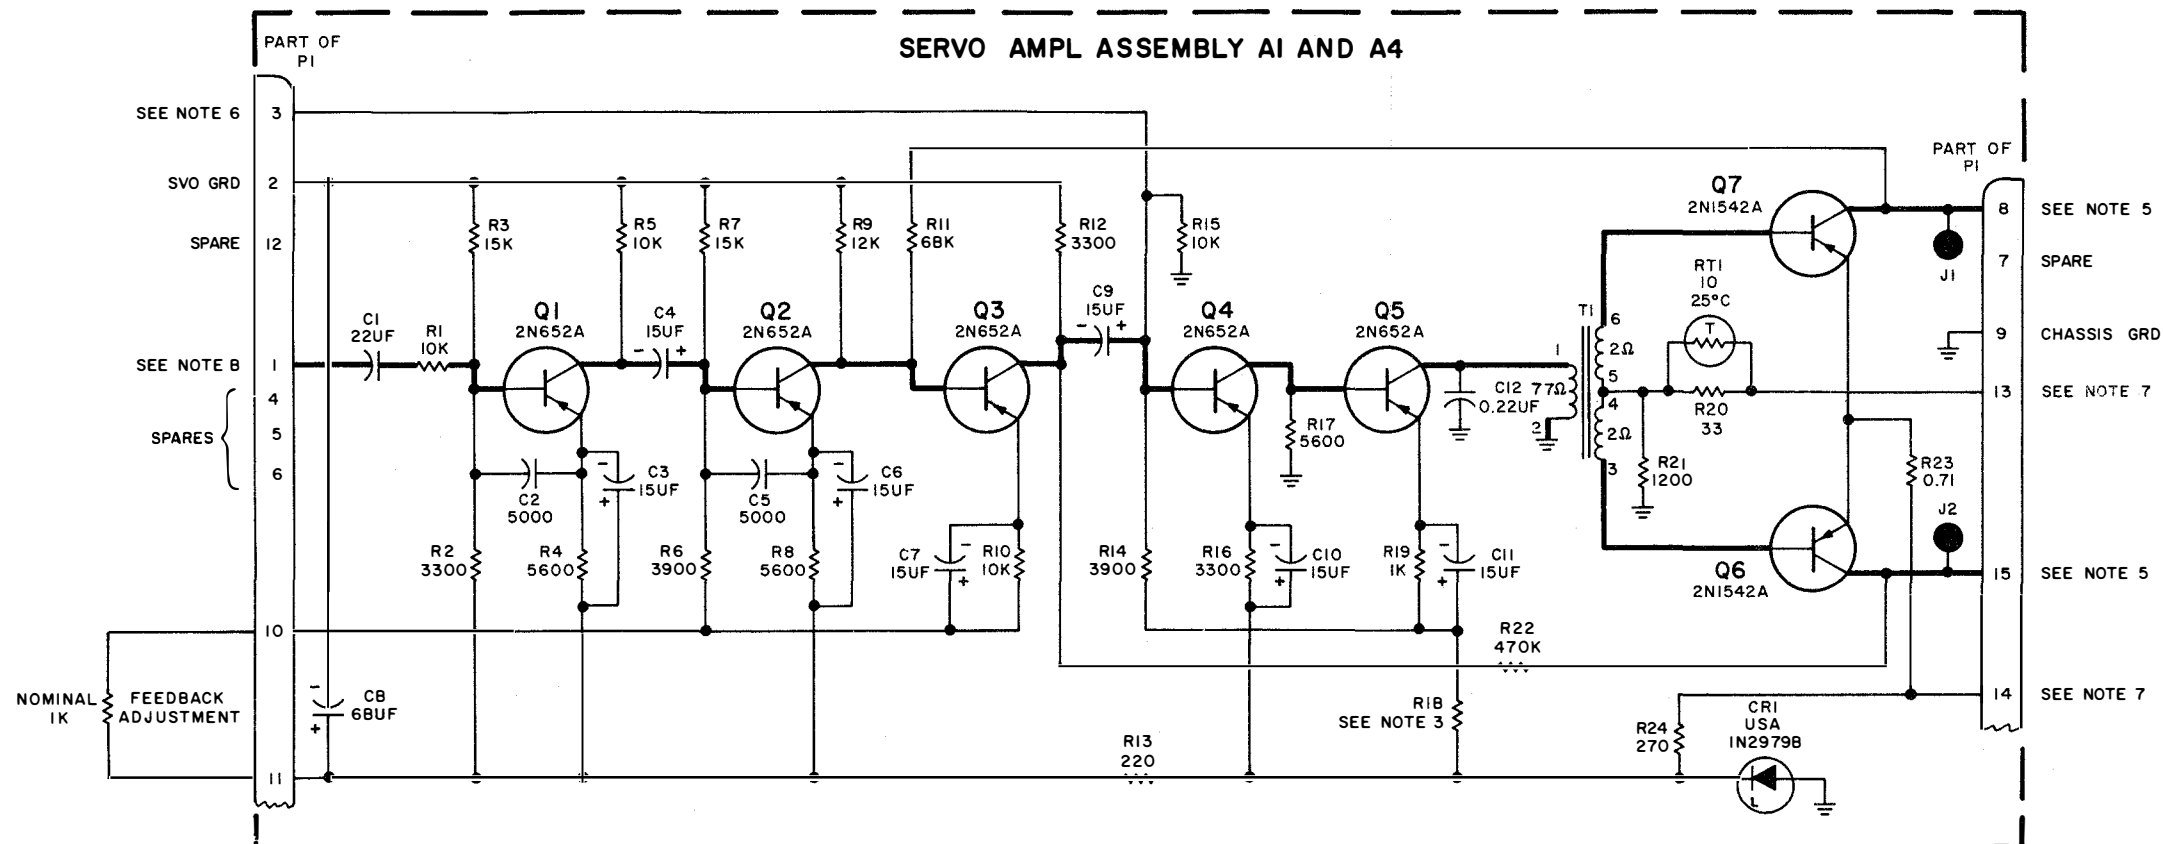 SERVO AMPL ASSEMBLY A1 AND A4
PART OF
P1
SEE NOTE 6
3
SVO GRD
2
SPARE
12
SEE NOTE 8
1
4
SPARES
5
6
10
11
NOMINAL
1K
FEEDBACK
ADJUSTMENT
C8
68UF
-
+
C1
22UF
R1
10K
R3
15K
Q1
2N652A
R5
10K
C4
15UF
-
+
R7
15K
Q2
2N652A
R9
12K
R11
68K
Q3
2N652A
R12
3300
C9
15UF
-
+
R15
10K
Q4
2N652A
Q5
2N652A
C2
5000
C3
15UF
-
+
C5
5000
C6
15UF
-
+
R2
3300
R4
5600
R6
3900
R8
5600
C7
15UF
-
+
R10
10K
R14
3900
R16
3300
C10
15UF
-
+
R17
5600
R19
1K
C11
15UF
-
+
C12
0.22UF
77Ω
1
2
T1
6
2Ω
5
4
2Ω
3
RT1
10
25°C
T
R20
33
R21
1200
Q7
2N1542A
Q6
2N1542A
R23
0.71
J1
J2
R22
470K
R18
SEE NOTE 3
R13
220
R24
270
CR1
USA
1N2979B
L
PART OF
P1
8
SEE NOTE 5
7
SPARE
9
CHASSIS GRD
13
SEE NOTE 7
15
SEE NOTE 5
14
SEE NOTE 7